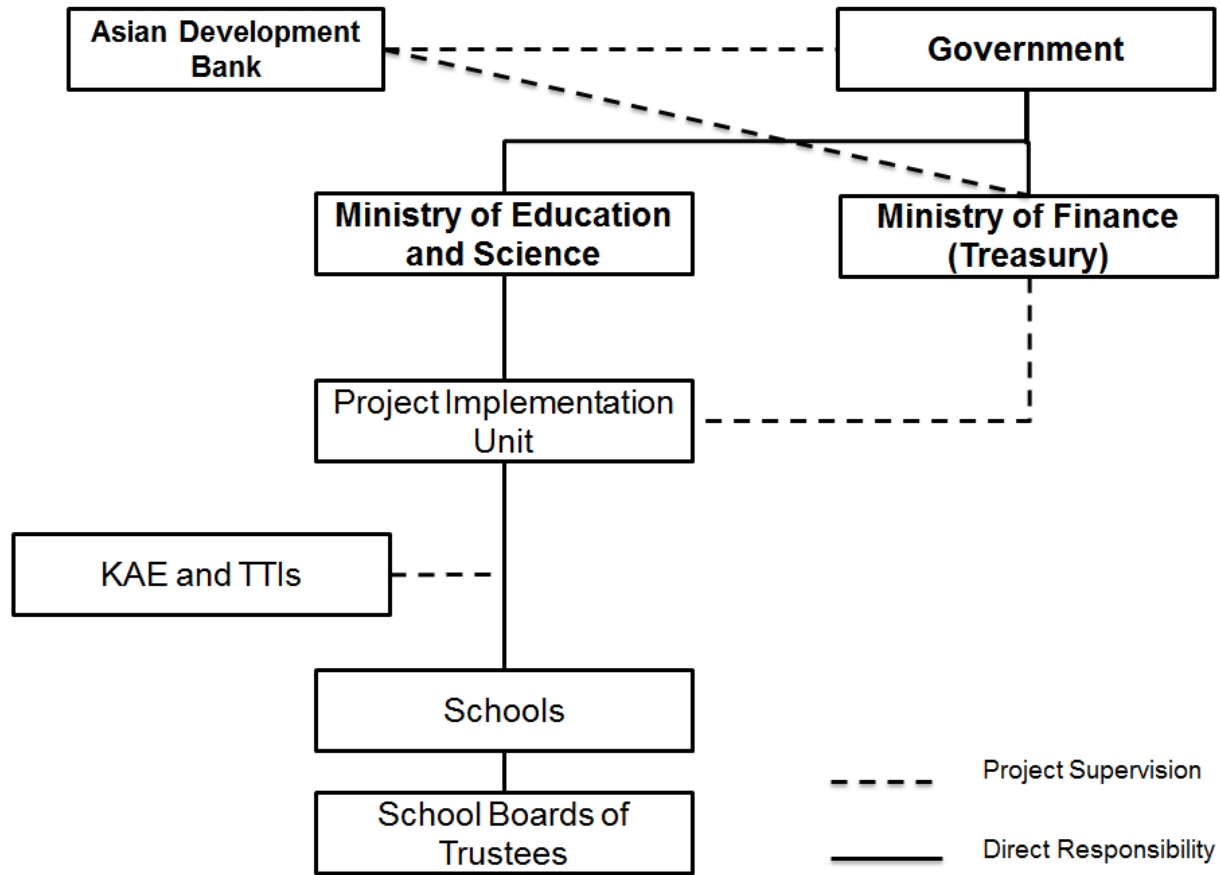 Asian Development
Bank
Government
Ministry of Education
and Science
Ministry of Finance
(Treasury)
Project Implementation
Unit
KAE and TTIs
Schools
School Boards of
Trustees
Project Supervision
Direct Responsibility